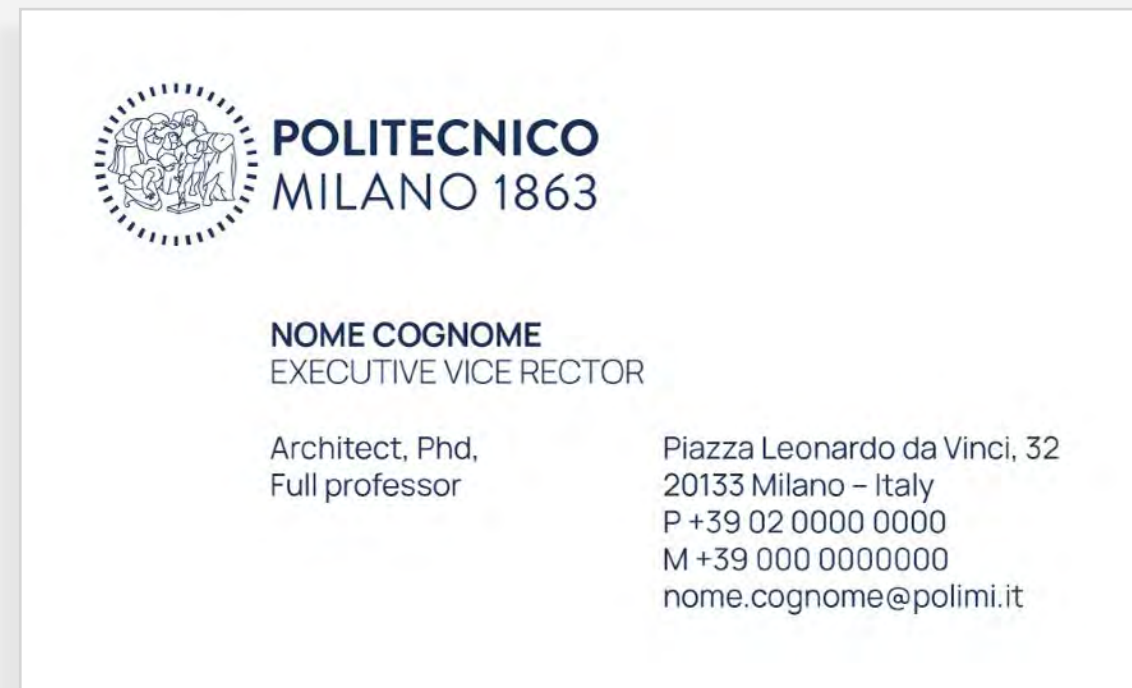 POLITECNICO
MILANO 1863
NOME COGNOME
EXECUTIVE VICE RECTOR
Architect, Phd,
Full professor
Piazza Leonardo da Vinci, 32
20133 Milano – Italy
P +39 02 0000 0000
M +39 000 0000000
nome.cognome@polimi.it